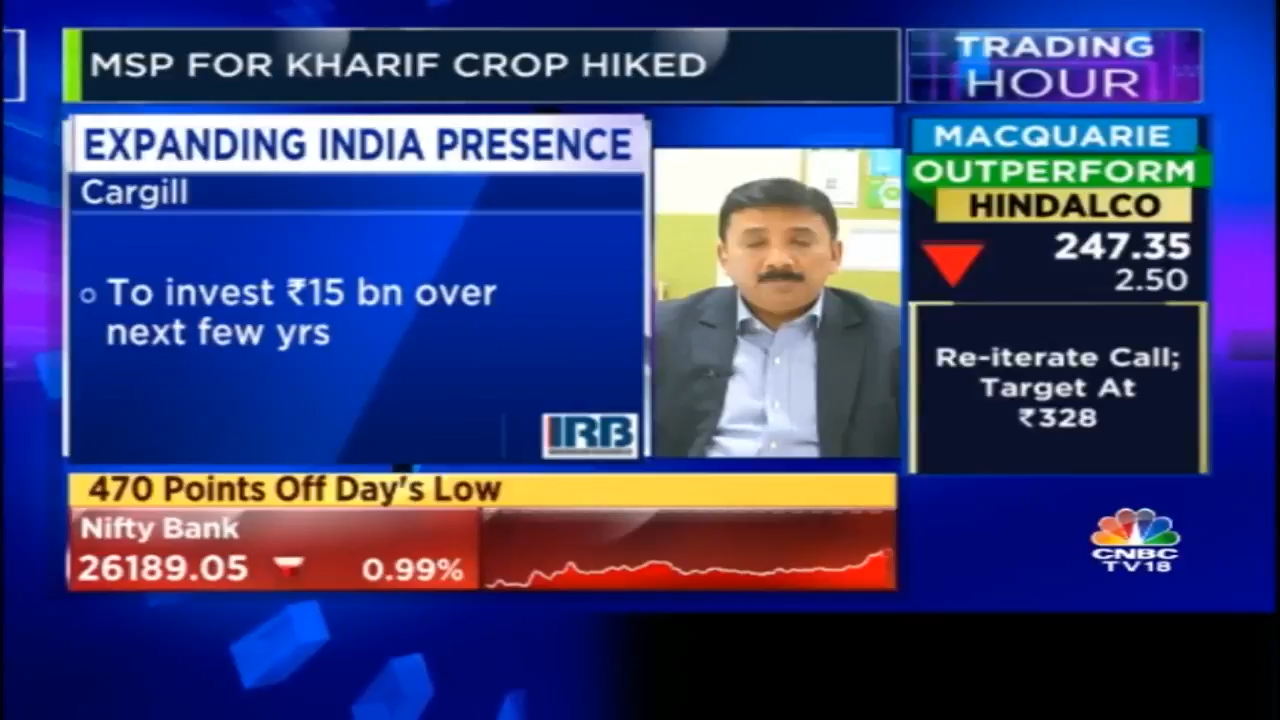 MSP FOR KHARIF CROP HIKED
TRADING
HOUR
EXPANDING INDIA PRESENCE
Cargill
To invest ₹15 bn over
next few yrs
IRB
MACQUARIE
OUTPERFORM
HINDALCO
247.35
2.50
Re-iterate Call;
Target At
₹328
470 Points Off Day's Low
Nifty Bank
26189.05
0.99%
CNBC
TV18